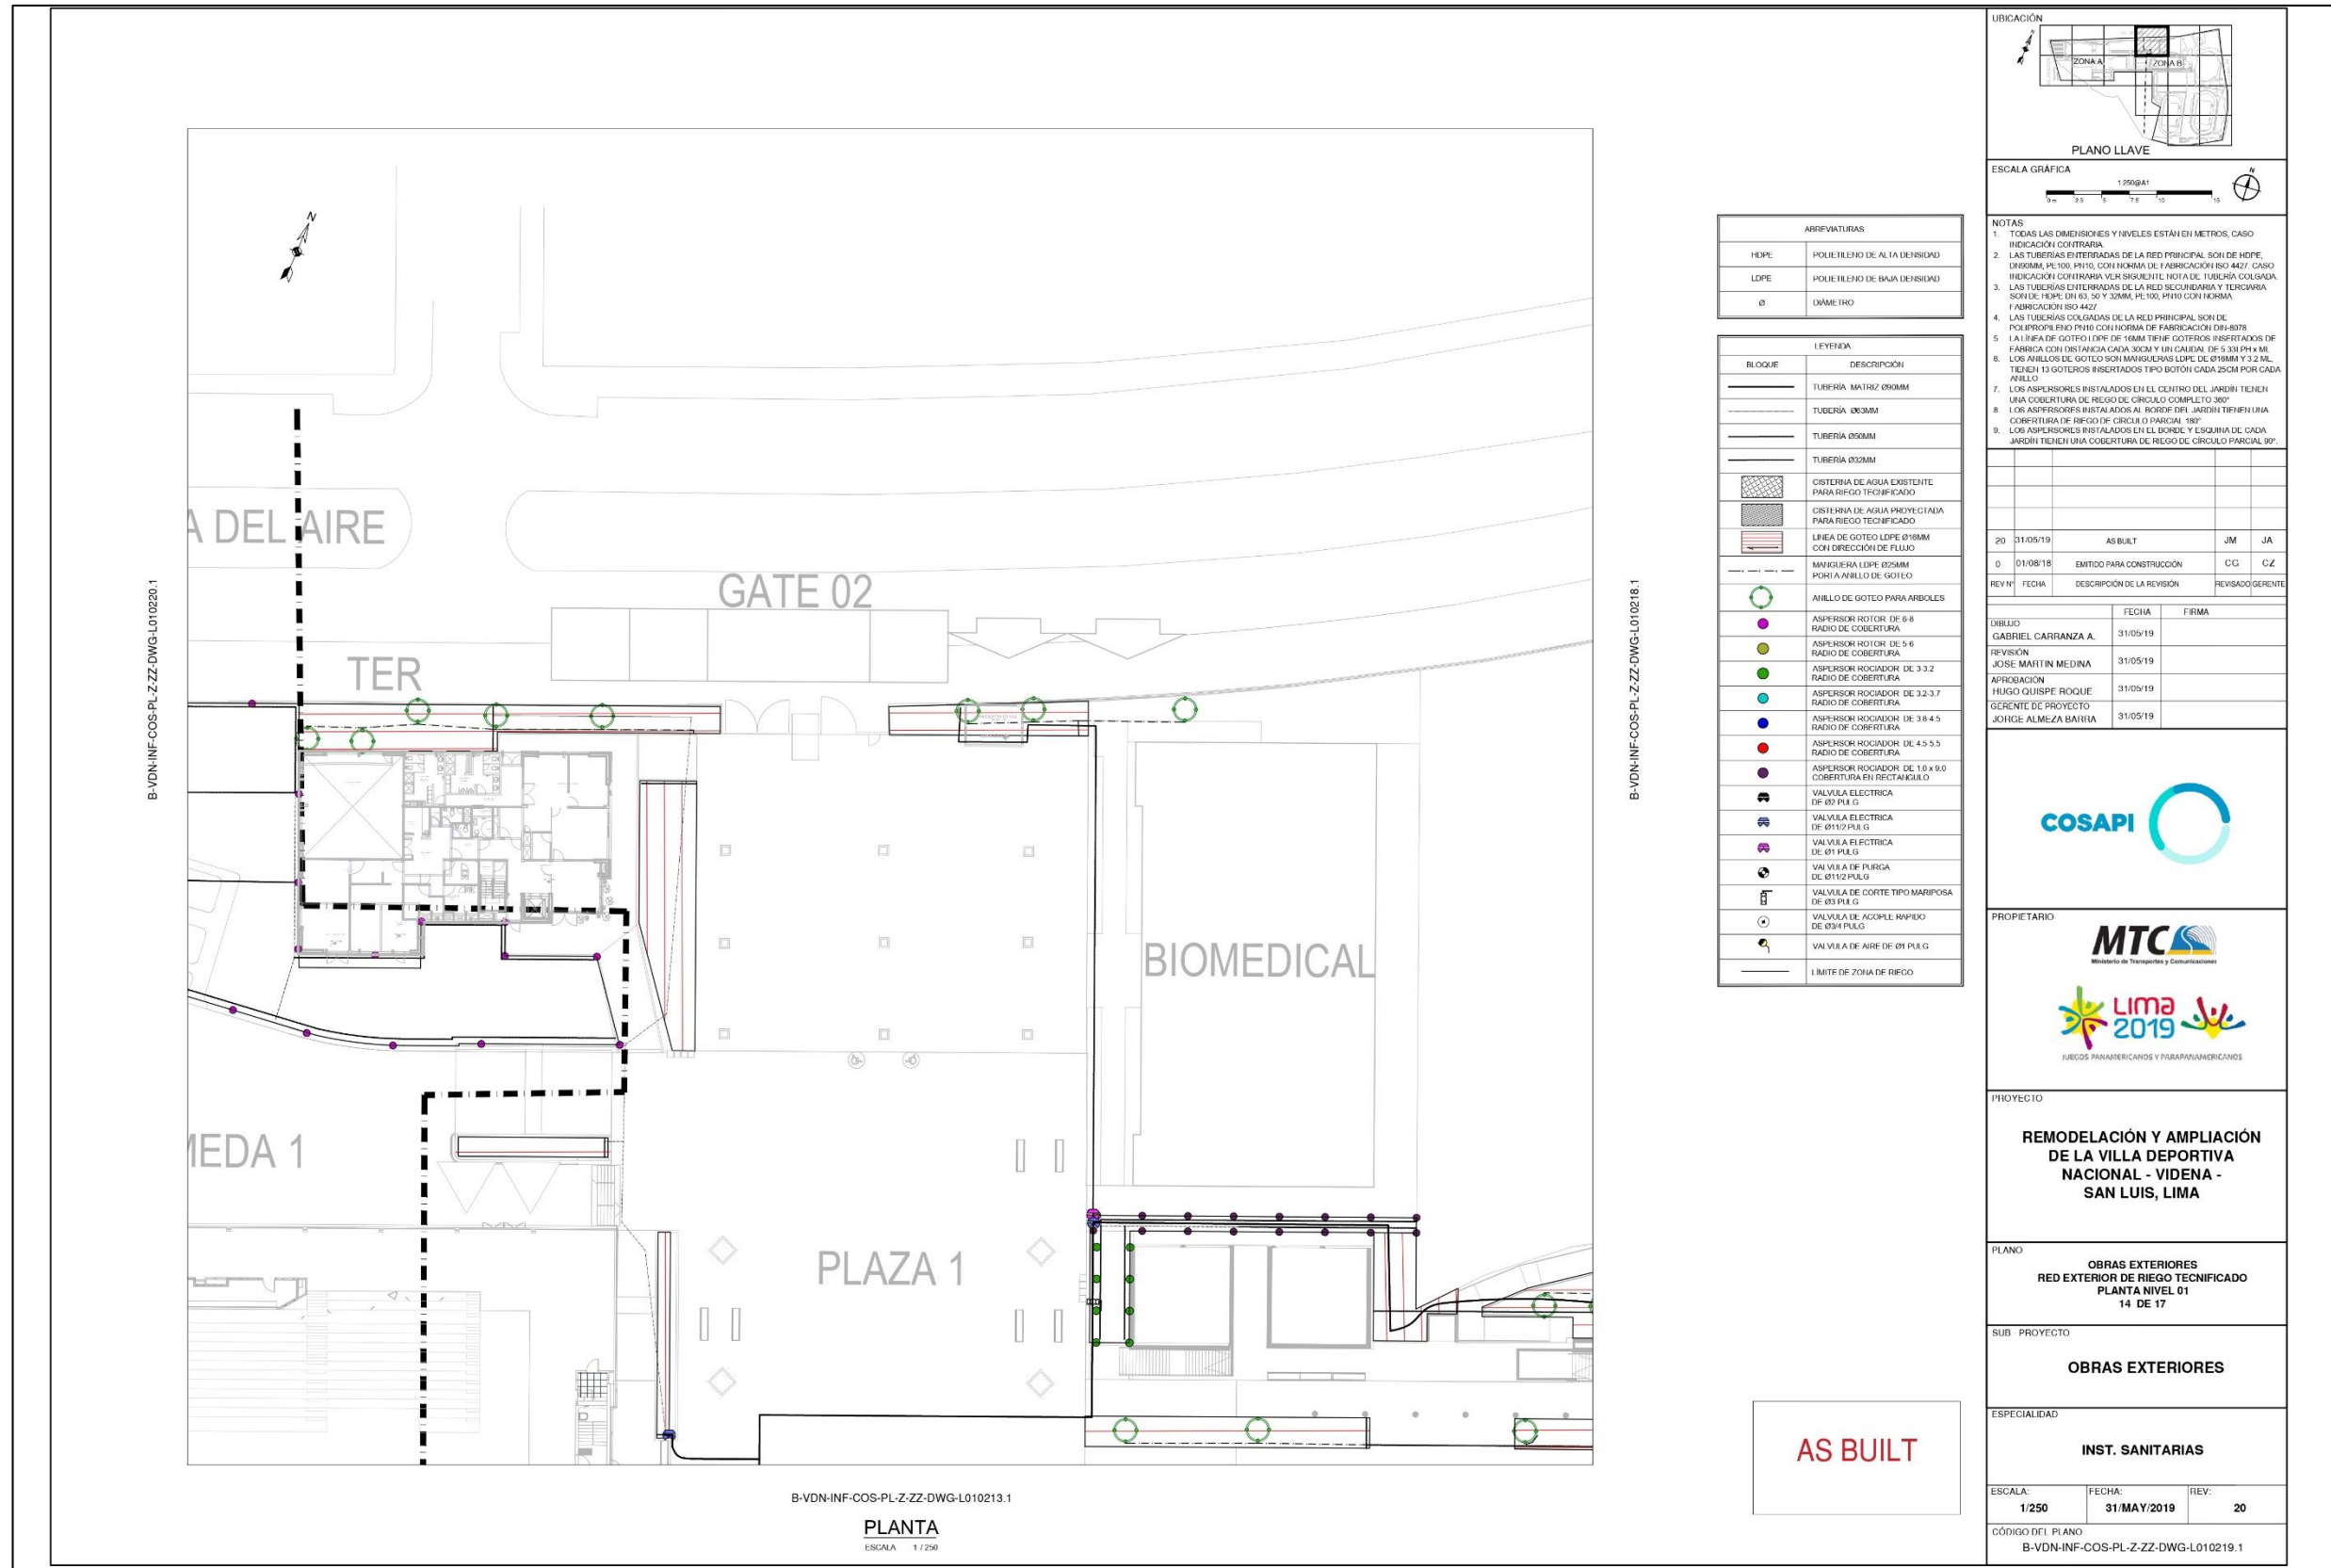 B-VDN-INF-COS-PL-Z-ZZ-DWG-L010220.1
N
A DEL AIRE
GATE 02
TER
BIOMEDICAL
MEDA 1
PLAZA 1
B-VDN-INF-COS-PL-Z-ZZ-DWG-L010218.1
B-VDN-INF-COS-PL-Z-ZZ-DWG-L010213.1
PLANTA
ESCALA 1 / 250
ABREVIATURAS
HDPE POLIETILENO DE ALTA DENSIDAD
LDPE POLIETILENO DE BAJA DENSIDAD
Ø DIÁMETRO
LEYENDA
BLOQUE DESCRIPCIÓN
TUBERÍA MATRIZ Ø90MM
TUBERÍA Ø63MM
TUBERÍA Ø50MM
TUBERÍA Ø32MM
CISTERNA DE AGUA EXISTENTE
PARA RIEGO TECNIFICADO
CISTERNA DE AGUA PROYECTADA
PARA RIEGO TECNIFICADO
LINEA DE GOTEO LDPE Ø16MM
CON DIRECCIÓN DE FLUJO
MANGUERA LDPE Ø25MM
PORTA ANILLO DE GOTEO
ANILLO DE GOTEO PARA ARBOLES
ASPERSOR ROTOR DE 6-8
RADIO DE COBERTURA
ASPERSOR ROTOR DE 5-6
RADIO DE COBERTURA
ASPERSOR ROCIADOR DE 3-3.2
RADIO DE COBERTURA
ASPERSOR ROCIADOR DE 3.2-3.7
RADIO DE COBERTURA
ASPERSOR ROCIADOR DE 3.8-4.5
RADIO DE COBERTURA
ASPERSOR ROCIADOR DE 4.5-5.5
RADIO DE COBERTURA
ASPERSOR ROCIADOR DE 1.0 x 9.0
COBERTURA EN RECTANGULO
VALVULA ELECTRICA
DE Ø2 PULG
VALVULA ELECTRICA
DE Ø11/2 PULG
VALVULA ELECTRICA
DE Ø1 PULG
VALVULA DE PURGA
DE Ø11/2 PULG
VALVULA DE CORTE TIPO MARIPOSA
DE Ø3 PULG
VALVULA DE ACOPLE RAPIDO
DE Ø3/4 PULG
VALVULA DE AIRE DE Ø1 PULG
LÍMITE DE ZONA DE RIEGO
AS BUILT
UBICACIÓN
ZONA A
ZONA B
PLANO LLAVE
ESCALA GRÁFICA
1:250@A1
0 m 2.5 5 7.5 10 15
N
NOTAS:
1. TODAS LAS DIMENSIONES Y NIVELES ESTÁN EN METROS, CASO
INDICACIÓN CONTRARIA.
2. LAS TUBERÍAS ENTERRADAS DE LA RED PRINCIPAL SON DE HDPE,
DN90MM, PE100, PN10, CON NORMA DE FABRICACIÓN ISO 4427. CASO
INDICACIÓN CONTRARIA VER SIGUIENTE NOTA DE TUBERÍA COLGADA.
3. LAS TUBERÍAS ENTERRADAS DE LA RED SECUNDARIA Y TERCIARIA
SON DE HDPE DN 63, 50 Y 32MM, PE100, PN10 CON NORMA
FABRICACIÓN ISO 4427
4. LAS TUBERÍAS COLGADAS DE LA RED PRINCIPAL SON DE
POLIPROPILENO PN10 CON NORMA DE FABRICACIÓN DIN-8078
5. LA LÍNEA DE GOTEO LDPE DE 16MM TIENE GOTEROS INSERTADOS DE
FÁBRICA CON DISTANCIA CADA 30CM Y UN CAUDAL DE 5.33LPH x ML
6. LOS ANILLOS DE GOTEO SON MANGUERAS LDPE DE Ø16MM Y 3.2 ML.
TIENEN 13 GOTEROS INSERTADOS TIPO BOTÓN CADA 25CM POR CADA
ANILLO
7. LOS ASPERSORES INSTALADOS EN EL CENTRO DEL JARDÍN TIENEN
UNA COBERTURA DE RIEGO DE CÍRCULO COMPLETO 360°
8. LOS ASPERSORES INSTALADOS AL BORDE DEL JARDÍN TIENEN UNA
COBERTURA DE RIEGO DE CÍRCULO PARCIAL 180°
9. LOS ASPERSORES INSTALADOS EN EL BORDE Y ESQUINA DE CADA
JARDÍN TIENEN UNA COBERTURA DE RIEGO DE CÍRCULO PARCIAL 90°.
20 31/05/19 AS BUILT JM JA
0 01/08/18 EMITIDO PARA CONSTRUCCIÓN CG CZ
REV N° FECHA DESCRIPCIÓN DE LA REVISIÓN REVISADO GERENTE
FECHA FIRMA
DIBUJO
GABRIEL CARRANZA A. 31/05/19
REVISIÓN
JOSE MARTIN MEDINA 31/05/19
APROBACIÓN
HUGO QUISPE ROQUE 31/05/19
GERENTE DE PROYECTO
JORGE ALMEZA BARRA 31/05/19
COSAPI
PROPIETARIO
MTC
Ministerio de Transportes y Comunicaciones
LIMA
2019
JUEGOS PANAMERICANOS Y PARAPANAMERICANOS
PROYECTO
REMODELACIÓN Y AMPLIACIÓN
DE LA VILLA DEPORTIVA
NACIONAL - VIDENA -
SAN LUIS, LIMA
PLANO
OBRAS EXTERIORES
RED EXTERIOR DE RIEGO TECNIFICADO
PLANTA NIVEL 01
14 DE 17
SUB - PROYECTO
OBRAS EXTERIORES
ESPECIALIDAD
INST. SANITARIAS
ESCALA: FECHA: REV:
1/250 31/MAY/2019 20
CÓDIGO DEL PLANO
B-VDN-INF-COS-PL-Z-ZZ-DWG-L010219.1